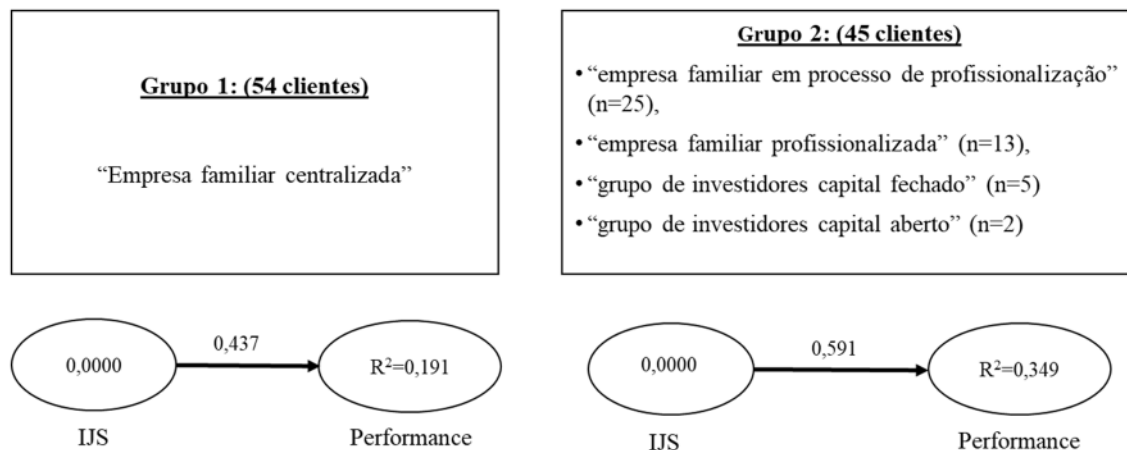 Grupo 1: (54 clientes)
“Empresa familiar centralizada”
Grupo 2: (45 clientes)
• “empresa familiar em processo de profissionalização”
(n=25),
• “empresa familiar profissionalizada” (n=13),
• “grupo de investidores capital fechado” (n=5)
• “grupo de investidores capital aberto” (n=2)
0,437
0,0000
R²=0,191
IJS
Performance
0,591
0,0000
R²=0,349
IJS
Performance